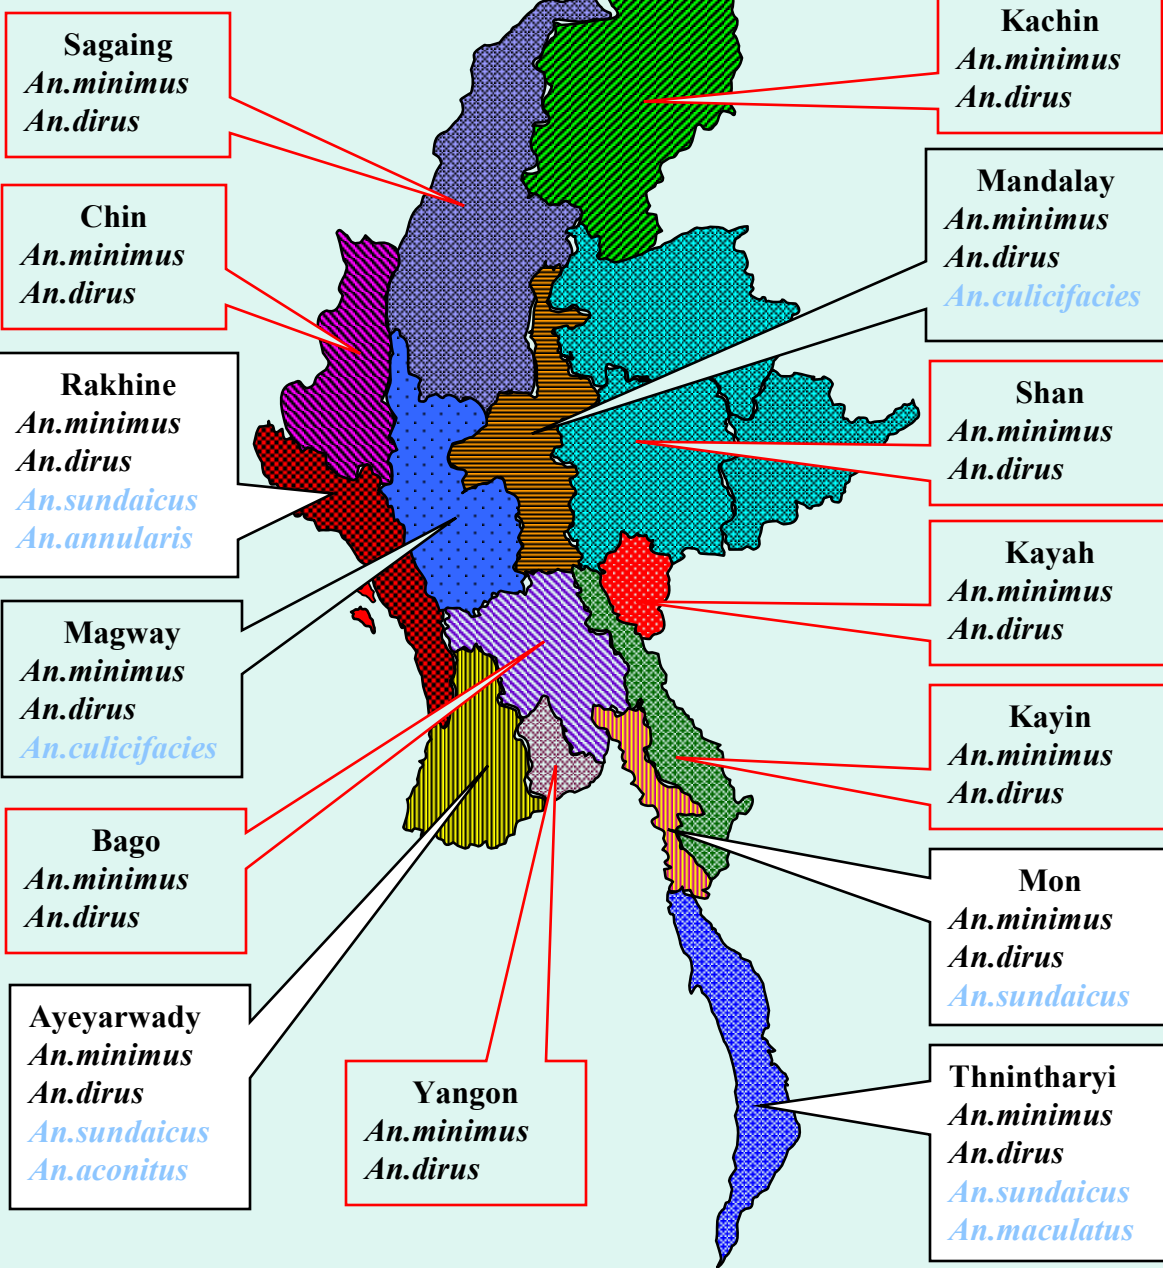 Sagaing
An.minimus
An.dirus
Chin
An.minimus
An.dirus
Rakhine
An.minimus
An.dirus
An.sundaicus
An.annularis
Magway
An.minimus
An.dirus
An.culicifacies
Bago
An.minimus
An.dirus
Ayeyarwady
An.minimus
An.dirus
An.sundaicus
An.aconitus
Yangon
An.minimus
An.dirus
Kachin
An.minimus
An.dirus
Mandalay
An.minimus
An.dirus
An.culicifacies
Shan
An.minimus
An.dirus
Kayah
An.minimus
An.dirus
Kayin
An.minimus
An.dirus
Mon
An.minimus
An.dirus
An.sundaicus
Thnintharyi
An.minimus
An.dirus
An.sundaicus
An.maculatus